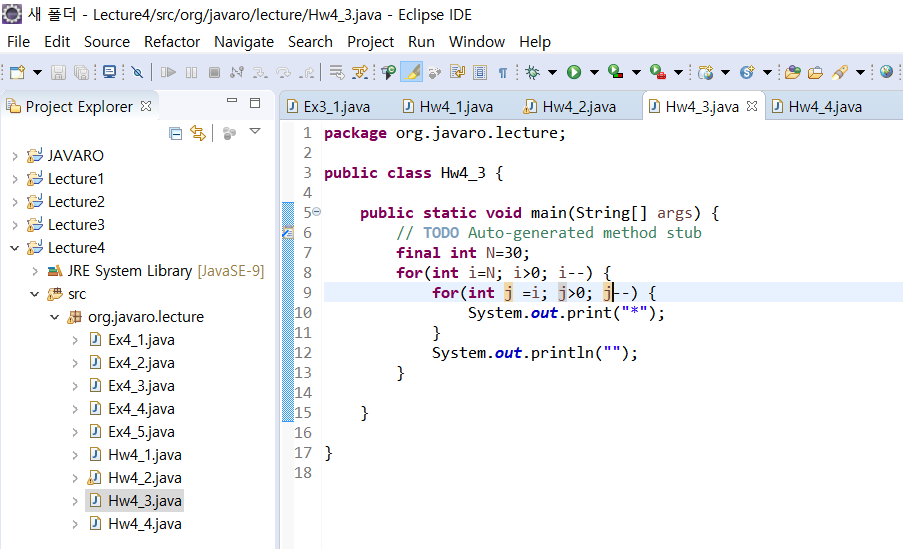 새 폴더 - Lecture4/src/org/javaro/lecture/Hw4_3.java - Eclipse IDE
File Edit Source Refactor Navigate Search Project Run Window Help
Project Explorer
JAVARO
Lecture1
Lecture2
Lecture3
Lecture4
JRE System Library [JavaSE-9]
src
org.javaro.lecture
Ex4_1.java
Ex4_2.java
Ex4_3.java
Ex4_4.java
Ex4_5.java
Hw4_1.java
Hw4_2.java
Hw4_3.java
Hw4_4.java
Ex3_1.java Hw4_1.java Hw4_2.java Hw4_3.java Hw4_4.java
1 package org.javaro.lecture;
2
3 public class Hw4_3 {
4
5 public static void main(String[] args) {
6 // TODO Auto-generated method stub
7 final int N=30;
8 for(int i=N; i>0; i--) {
9 for(int j =i; j>0; j--) {
10 System.out.print("*");
11 }
12 System.out.println("");
13 }
14
15 }
16
17 }
18